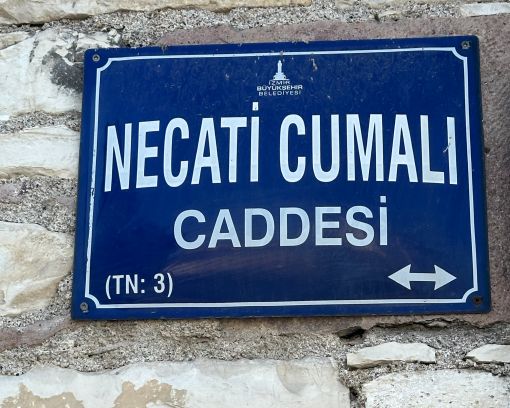 İZMİR
BÜYÜKŞEHİR
BELEDİYESİ
NECATİ CUMALI
CADDESİ
(TN: 3)